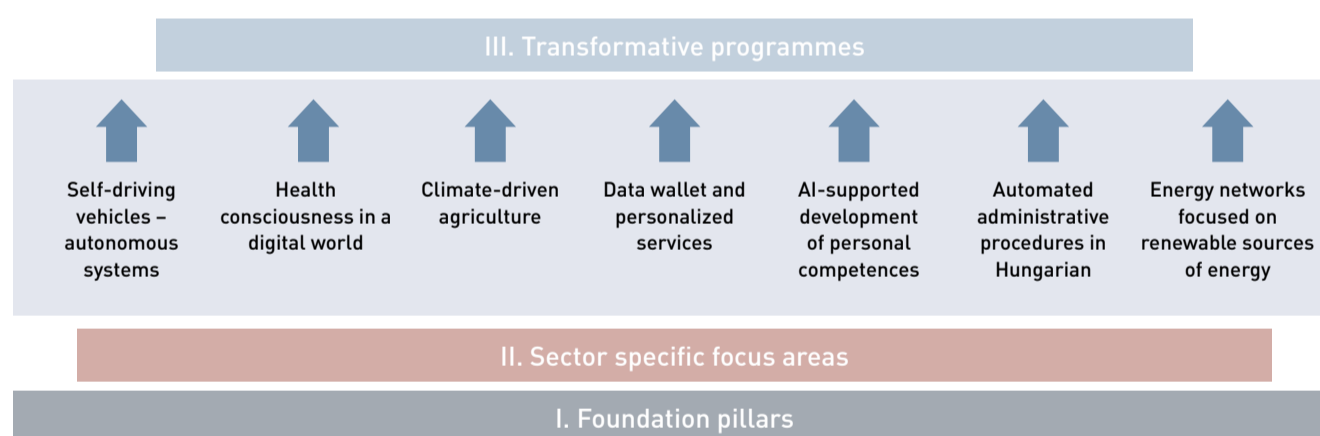 III. Transformative programmes
Self-driving
vehicles –
autonomous
systems
Health
consciousness in a
digital world
Climate-driven
agriculture
Data wallet and
personalized
services
AI-supported
development
of personal
competences
Automated
administrative
procedures in
Hungarian
Energy networks
focused on
renewable sources
of energy
II. Sector specific focus areas
I. Foundation pillars